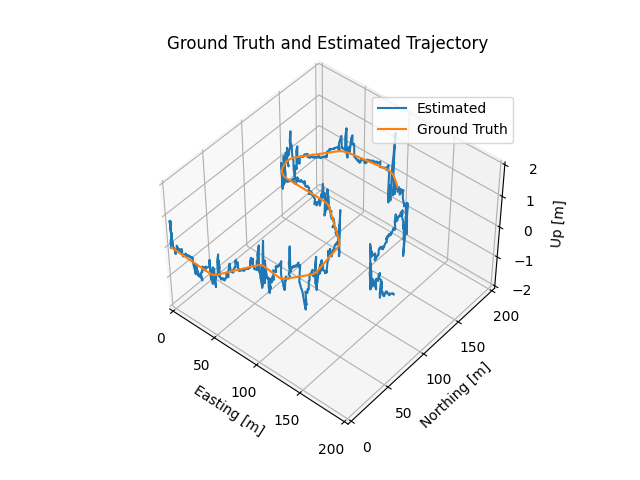 Ground Truth and Estimated Trajectory
Estimated
Ground Truth
2
1
0
−1
−2
Up [m]
0
50
100
150
200
Easting [m]
0
50
100
150
200
Northing [m]